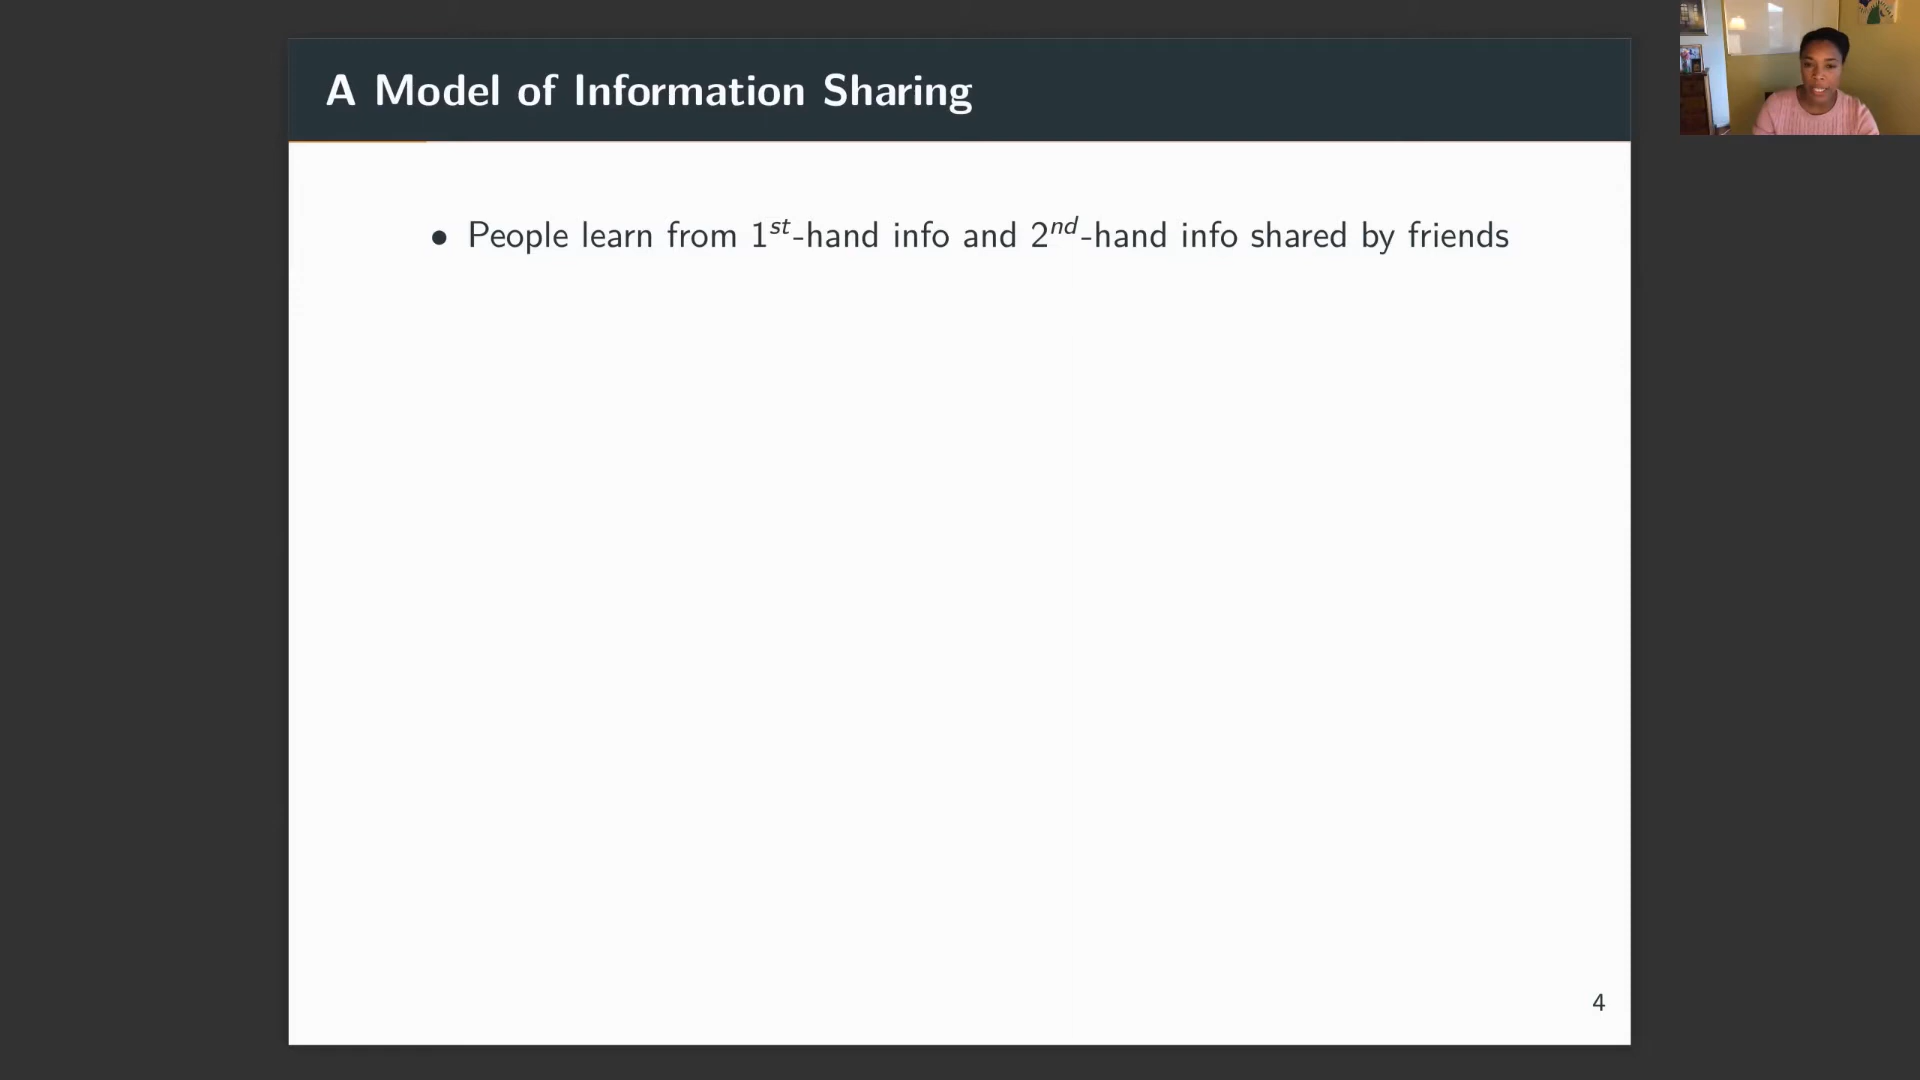 A Model of Information Sharing
• People learn from 1st-hand info and 2nd-hand info shared by friends
4